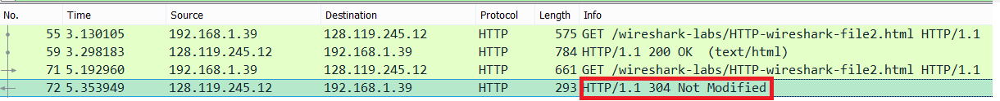 No. Time Source Destination Protocol Length Info
55 3.130105 192.168.1.39 128.119.245.12 HTTP 575 GET /wireshark-labs/HTTP-wireshark-file2.html HTTP/1.1
59 3.298183 128.119.245.12 192.168.1.39 HTTP 784 HTTP/1.1 200 OK (text/html)
71 5.192960 192.168.1.39 128.119.245.12 HTTP 661 GET /wireshark-labs/HTTP-wireshark-file2.html HTTP/1.1
72 5.353949 128.119.245.12 192.168.1.39 HTTP 293 HTTP/1.1 304 Not Modified